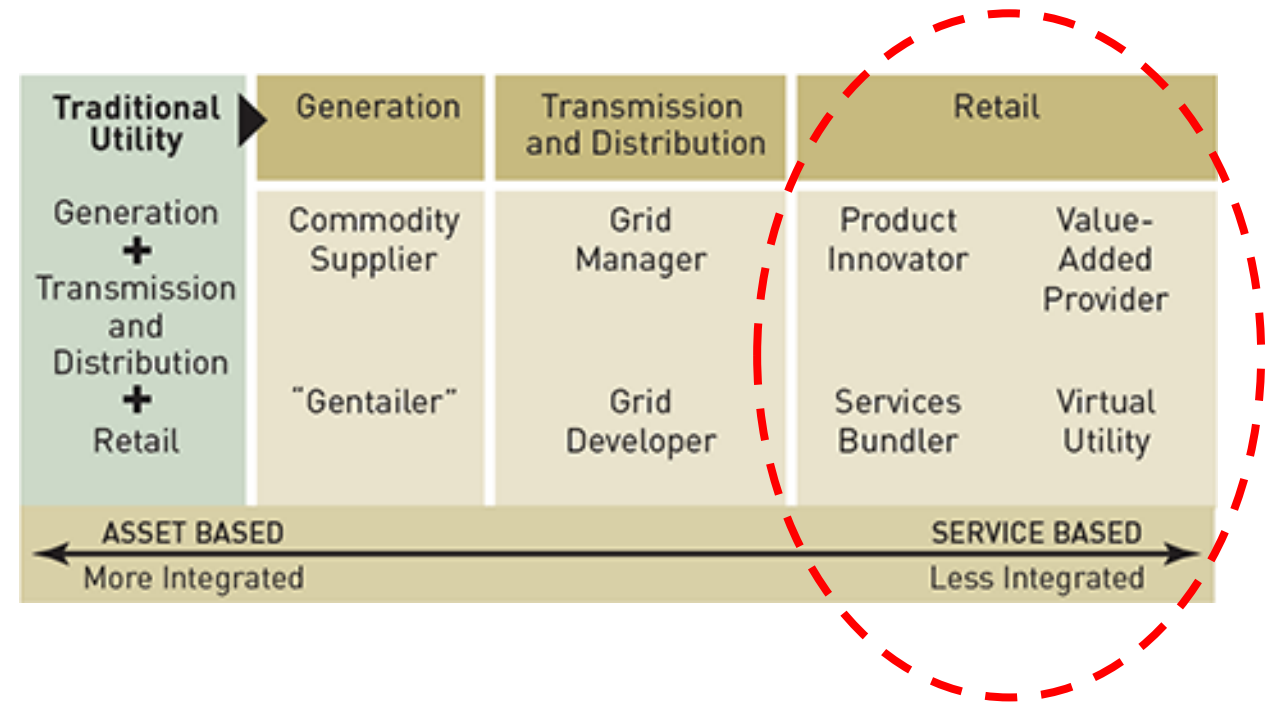 Traditional
Utility
Generation
+
Transmission
and
Distribution
+
Retail
Generation
Commodity
Supplier
"Gentailer"
Transmission
and Distribution
Grid
Manager
Grid
Developer
Retail
Product
Innovator
Value-
Added
Provider
Services
Bundler
Virtual
Utility
ASSET BASED
More Integrated
SERVICE BASED
Less Integrated